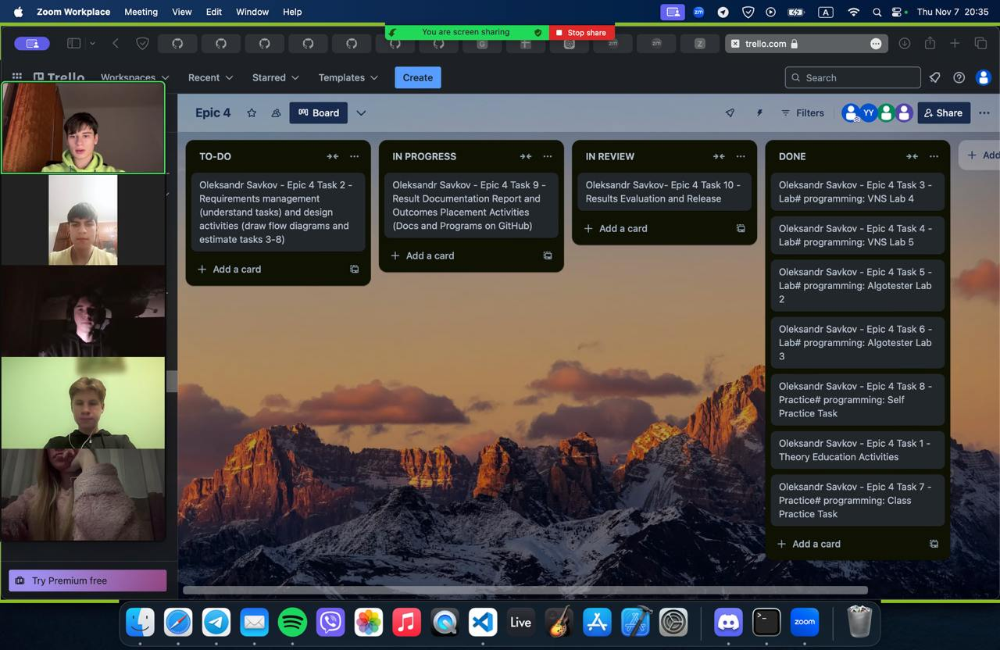 Zoom Workplace Meeting View Edit Window Help
zm
A
Thu Nov 7 20:35
You are screen sharing
Stop share
G
zm
zm
Z
trello.com
Trello
Workspaces
Recent
Starred
Templates
Create
Search
Epic 4
Board
Filters
YY
Share
TO-DO
Oleksandr Savkov - Epic 4 Task 2 -
Requirements management
(understand tasks) and design
activities (draw flow diagrams and
estimate tasks 3-8)
+ Add a card
IN PROGRESS
Oleksandr Savkov - Epic 4 Task 9 -
Result Documentation Report and
Outcomes Placement Activities
(Docs and Programs on GitHub)
+ Add a card
IN REVIEW
Oleksandr Savkov- Epic 4 Task 10 -
Results Evaluation and Release
+ Add a card
DONE
Oleksandr Savkov - Epic 4 Task 3 -
Lab# programming: VNS Lab 4
Oleksandr Savkov - Epic 4 Task 4 -
Lab# programming: VNS Lab 5
Oleksandr Savkov - Epic 4 Task 5 -
Lab# programming: Algotester Lab
2
Oleksandr Savkov - Epic 4 Task 6 -
Lab# programming: Algotester Lab
3
Oleksandr Savkov - Epic 4 Task 8 -
Practice# programming: Self
Practice Task
Oleksandr Savkov - Epic 4 Task 1 -
Theory Education Activities
Oleksandr Savkov - Epic 4 Task 7 -
Practice# programming: Class
Practice Task
+ Add a card
+ Add
Try Premium free
Live
zoom